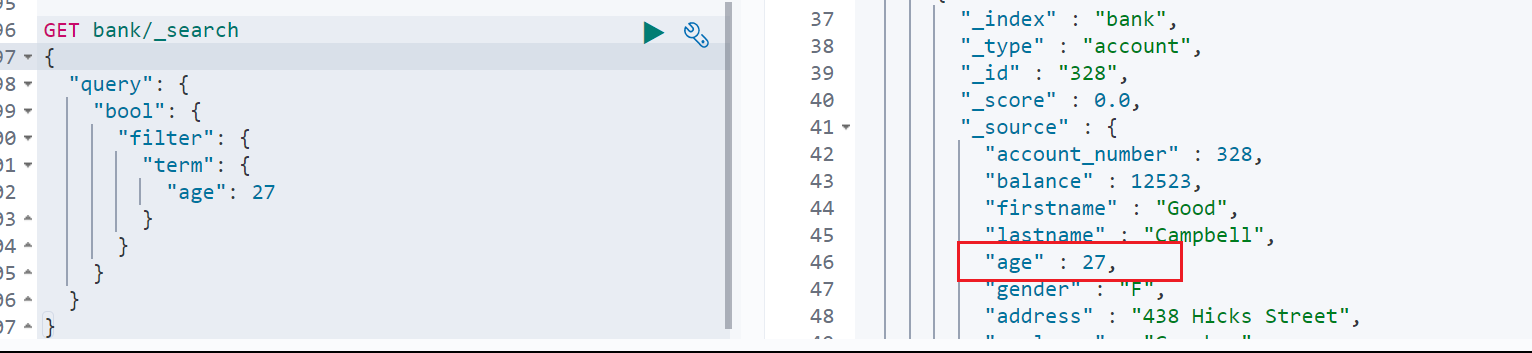 95
96 GET bank/_search
97 {
98 "query": {
99 "bool": {
00 "filter": {
01 "term": {
02 "age": 27
03 }
04 }
05 }
06 }
07 }
37 "_index" : "bank",
38 "_type" : "account",
39 "_id" : "328",
40 "_score" : 0.0,
41 "_source" : {
42 "account_number" : 328,
43 "balance" : 12523,
44 "firstname" : "Good",
45 "lastname" : "Campbell",
46 "age" : 27,
47 "gender" : "F",
48 "address" : "438 Hicks Street",